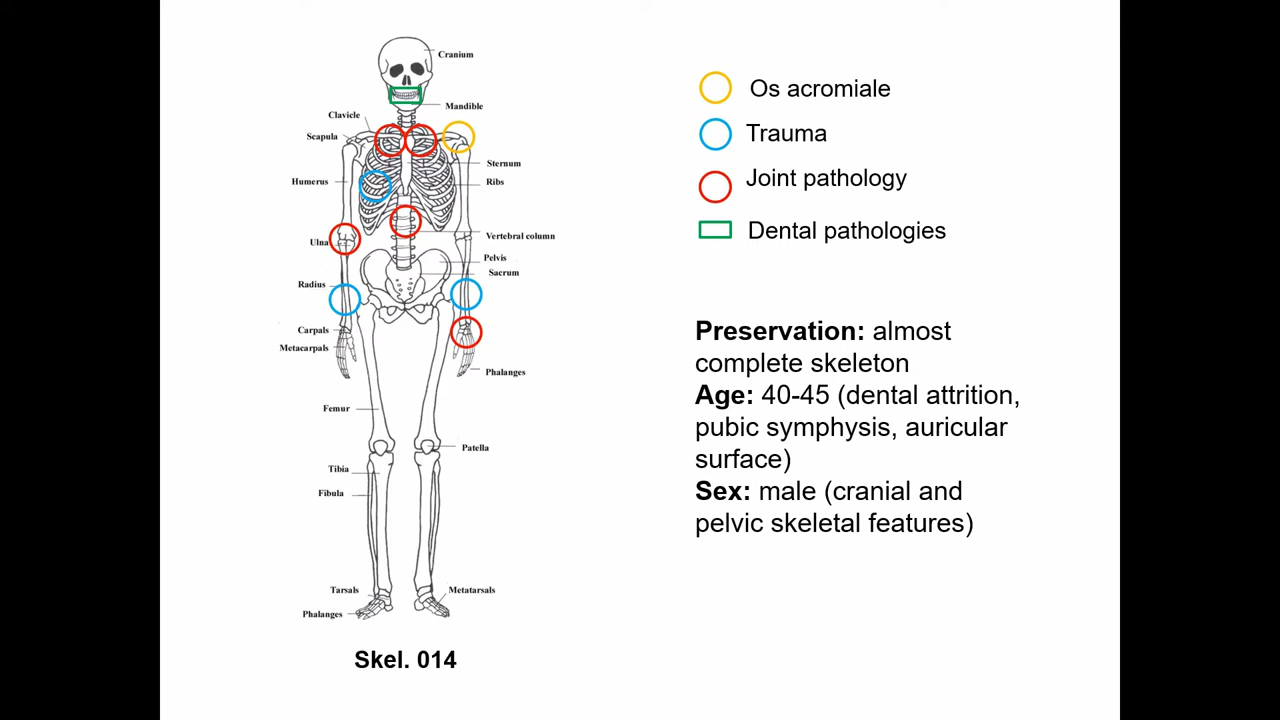 Cranium
Mandible
Clavicle
Scapula
Sternum
Humerus
Ribs
Ulna
Vertebral column
Pelvis
Sacrum
Radius
Carpals
Metacarpals
Phalanges
Femur
Patella
Tibia
Fibula
Tarsals
Metatarsals
Phalanges
Skel. 014
Os acromiale
Trauma
Joint pathology
Dental pathologies
Preservation: almost
complete skeleton
Age: 40-45 (dental attrition,
pubic symphysis, auricular
surface)
Sex: male (cranial and
pelvic skeletal features)